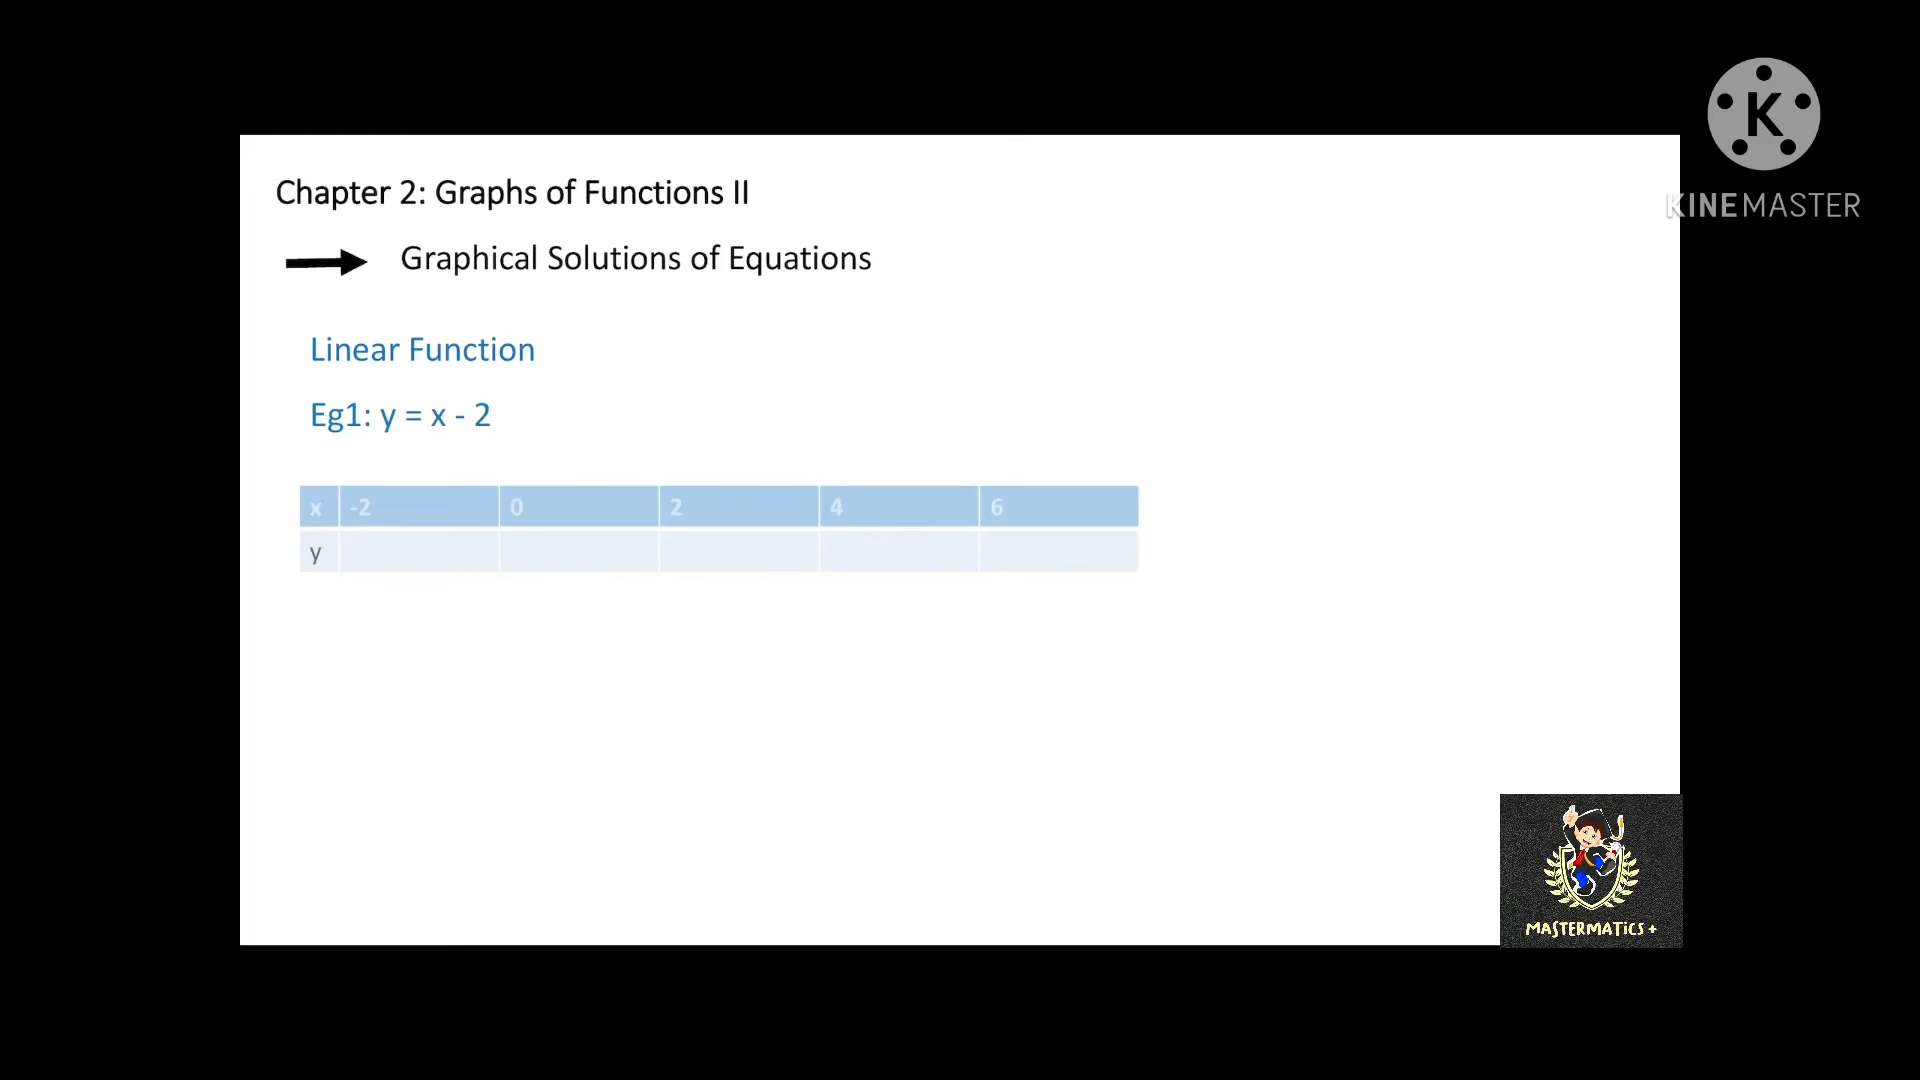 Chapter 2: Graphs of Functions II
Graphical Solutions of Equations
Linear Function
Eg1: y = x - 2
x -2 0 2 4 6
y
K
KINEMASTER
MASTERMATiCS +